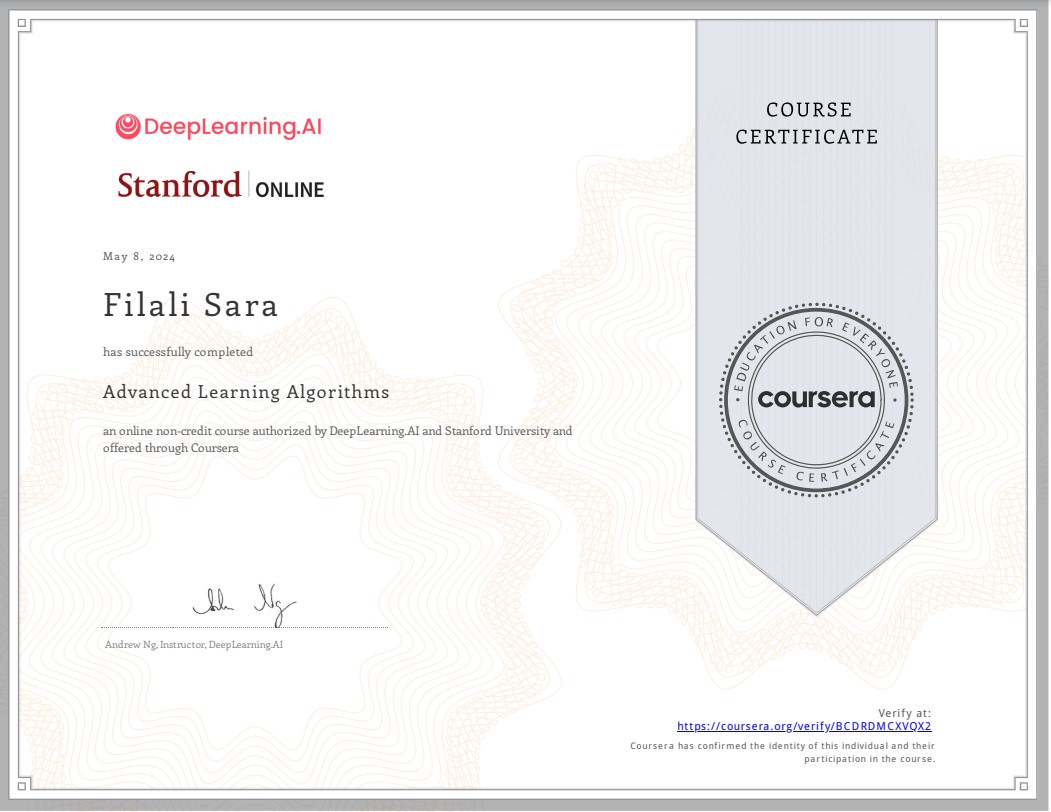 DeepLearning.AI
Stanford ONLINE
COURSE
CERTIFICATE
May 8, 2024
Filali Sara
has successfully completed
Advanced Learning Algorithms
an online non-credit course authorized by DeepLearning.AI and Stanford University and
offered through Coursera
EDUCATION FOR EVERYONE
coursera
COURSE CERTIFICATE
Andrew Ng, Instructor, DeepLearning.AI
Verify at:
https://coursera.org/verify/BCDRDMCXVQX2
Coursera has confirmed the identity of this individual and their
participation in the course.